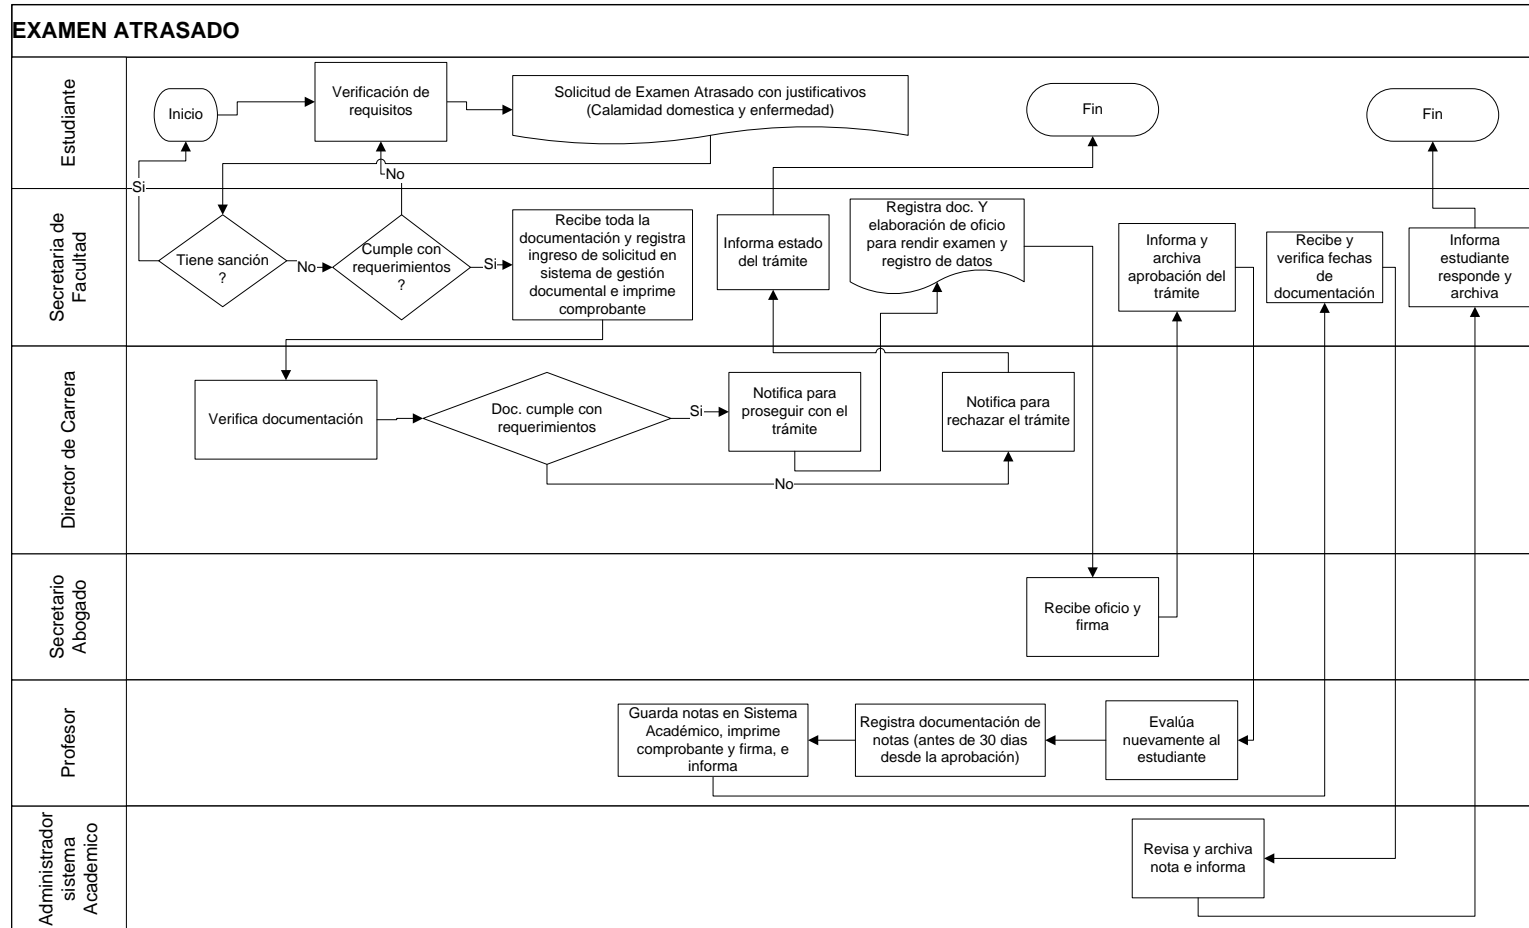 EXAMEN ATRASADO
Estudiante
Inicio
Verificación de
requisitos
Solicitud de Examen Atrasado con justificativos
(Calamidad domestica y enfermedad)
Fin
Fin
Si
No
Secretaria de
Facultad
Tiene sanción
?
No
Cumple con
requerimientos
?
Si
Recibe toda la
documentación y registra
ingreso de solicitud en
sistema de gestión
documental e imprime
comprobante
Informa estado
del trámite
Registra doc. Y
elaboración de oficio
para rendir examen y
registro de datos
Informa y
archiva
aprobación del
trámite
Recibe y
verifica fechas
de
documentación
Informa
estudiante
responde y
archiva
Director de Carrera
Verifica documentación
Doc. cumple con
requerimientos
Si
No
Notifica para
proseguir con el
trámite
Notifica para
rechazar el trámite
Secretario
Abogado
Recibe oficio y
firma
Profesor
Guarda notas en Sistema
Académico, imprime
comprobante y firma, e
informa
Registra documentación de
notas (antes de 30 dias
desde la aprobación)
Evalúa
nuevamente al
estudiante
Administrador
sistema
Academico
Revisa y archiva
nota e informa